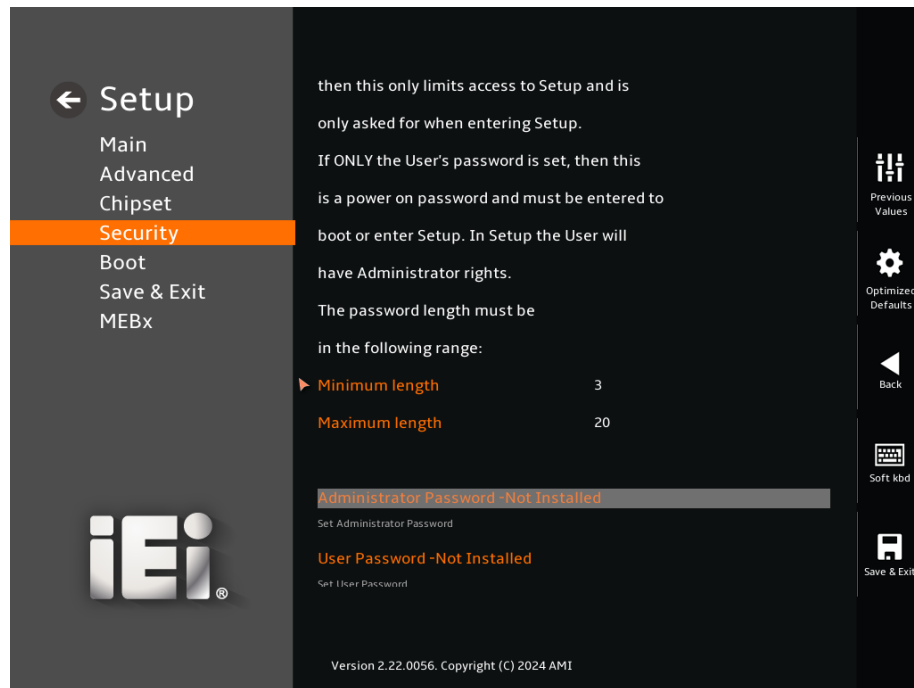 Setup
Main
Advanced
Chipset
Security
Boot
Save & Exit
MEBx
then this only limits access to Setup and is
only asked for when entering Setup.
If ONLY the User's password is set, then this
is a power on password and must be entered to
boot or enter Setup. In Setup the User will
have Administrator rights.
The password length must be
in the following range:
Minimum length 3
Maximum length 20
Administrator Password -Not Installed
Set Administrator Password
User Password -Not Installed
Set User Password
Previous
Values
Optimized
Defaults
Back
Soft kbd
Save & Exit
iEi®
Version 2.22.0056. Copyright (C) 2024 AMI